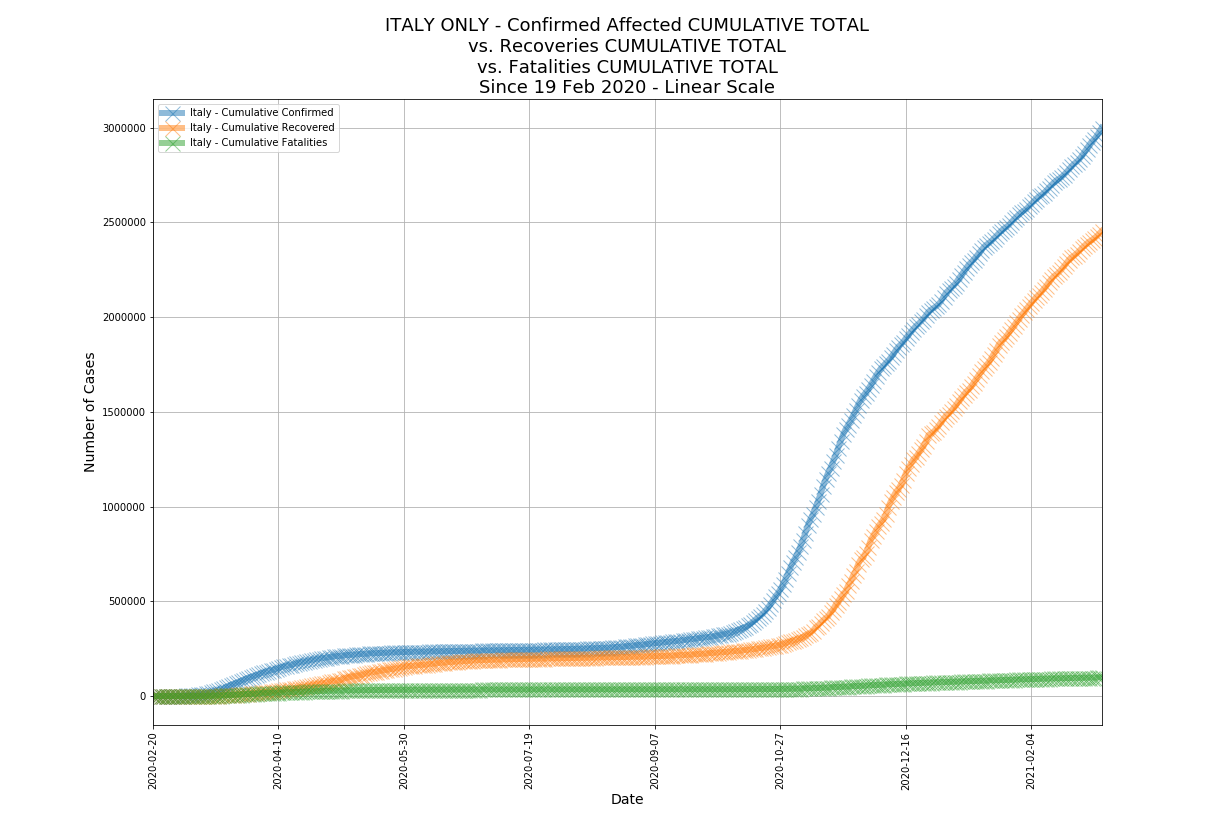 ITALY ONLY - Confirmed Affected CUMULATIVE TOTAL
vs. Recoveries CUMULATIVE TOTAL
vs. Fatalities CUMULATIVE TOTAL
Since 19 Feb 2020 - Linear Scale
Italy - Cumulative Confirmed
Italy - Cumulative Recovered
Italy - Cumulative Fatalities
Number of Cases
3000000
2500000
2000000
1500000
1000000
500000
0
2020-02-20
2020-04-10
2020-05-30
2020-07-19
2020-09-07
2020-10-27
2020-12-16
2021-02-04
Date